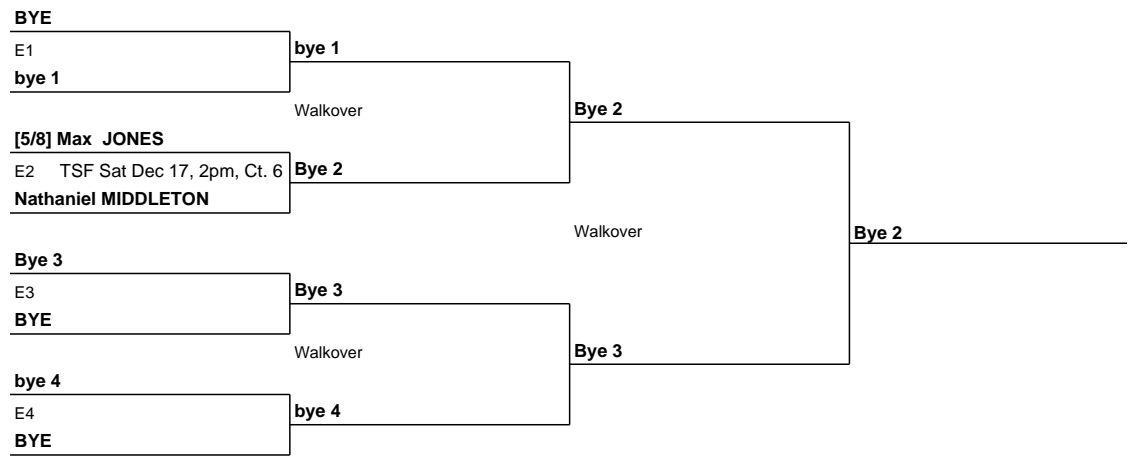 BYE
E1
bye 1
bye 1
Walkover
Bye 2
[5/8] Max JONES
E2 TSF Sat Dec 17, 2pm, Ct. 6
Bye 2
Nathaniel MIDDLETON
Walkover
Bye 2
Bye 3
E3
Bye 3
BYE
Walkover
Bye 3
bye 4
E4
bye 4
BYE